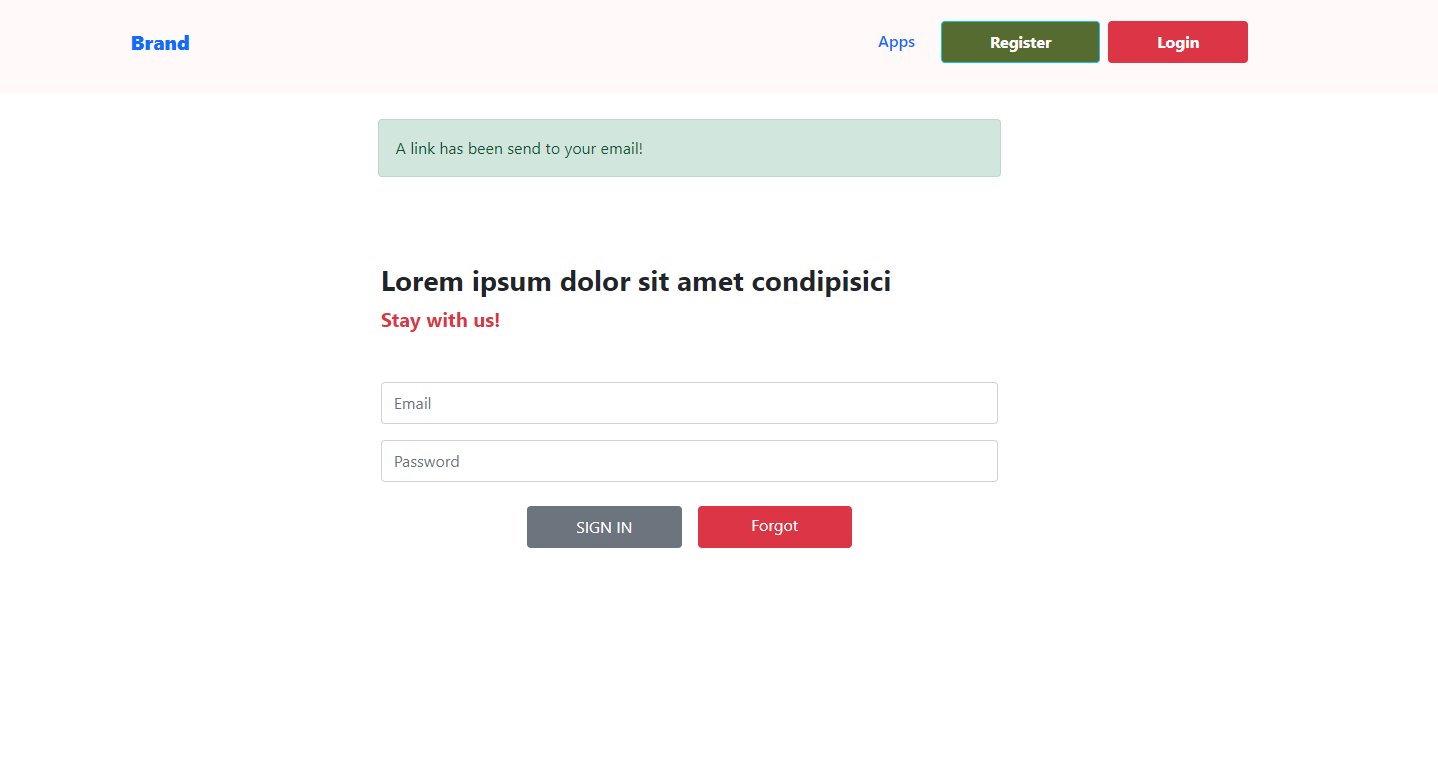 Brand
Apps
Register
Login
A link has been send to your email!
Lorem ipsum dolor sit amet condipisici
Stay with us!
Email
Password
SIGN IN
Forgot